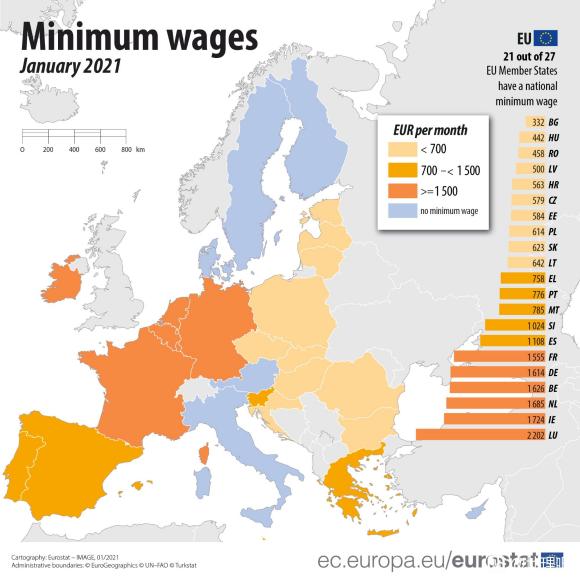 Minimum wages
January 2021
EU
21 out of 27
EU Member States
have a national
minimum wage
0 200 400 600 800 km
EUR per month
< 700
700 –< 1 500
>=1 500
no minimum wage
332 BG
442 HU
458 RO
500 LV
563 HR
579 CZ
584 EE
614 PL
623 SK
642 LT
758 EL
776 PT
785 MT
1 024 SI
1 108 ES
1 555 FR
1 614 DE
1 626 BE
1 685 NL
1 724 IE
2 202 LU
Cartography: Eurostat – IMAGE, 01/2021
Administrative boundaries: © EuroGeographics © UN–FAO © Turkstat
ec.europa.eu/eurostat